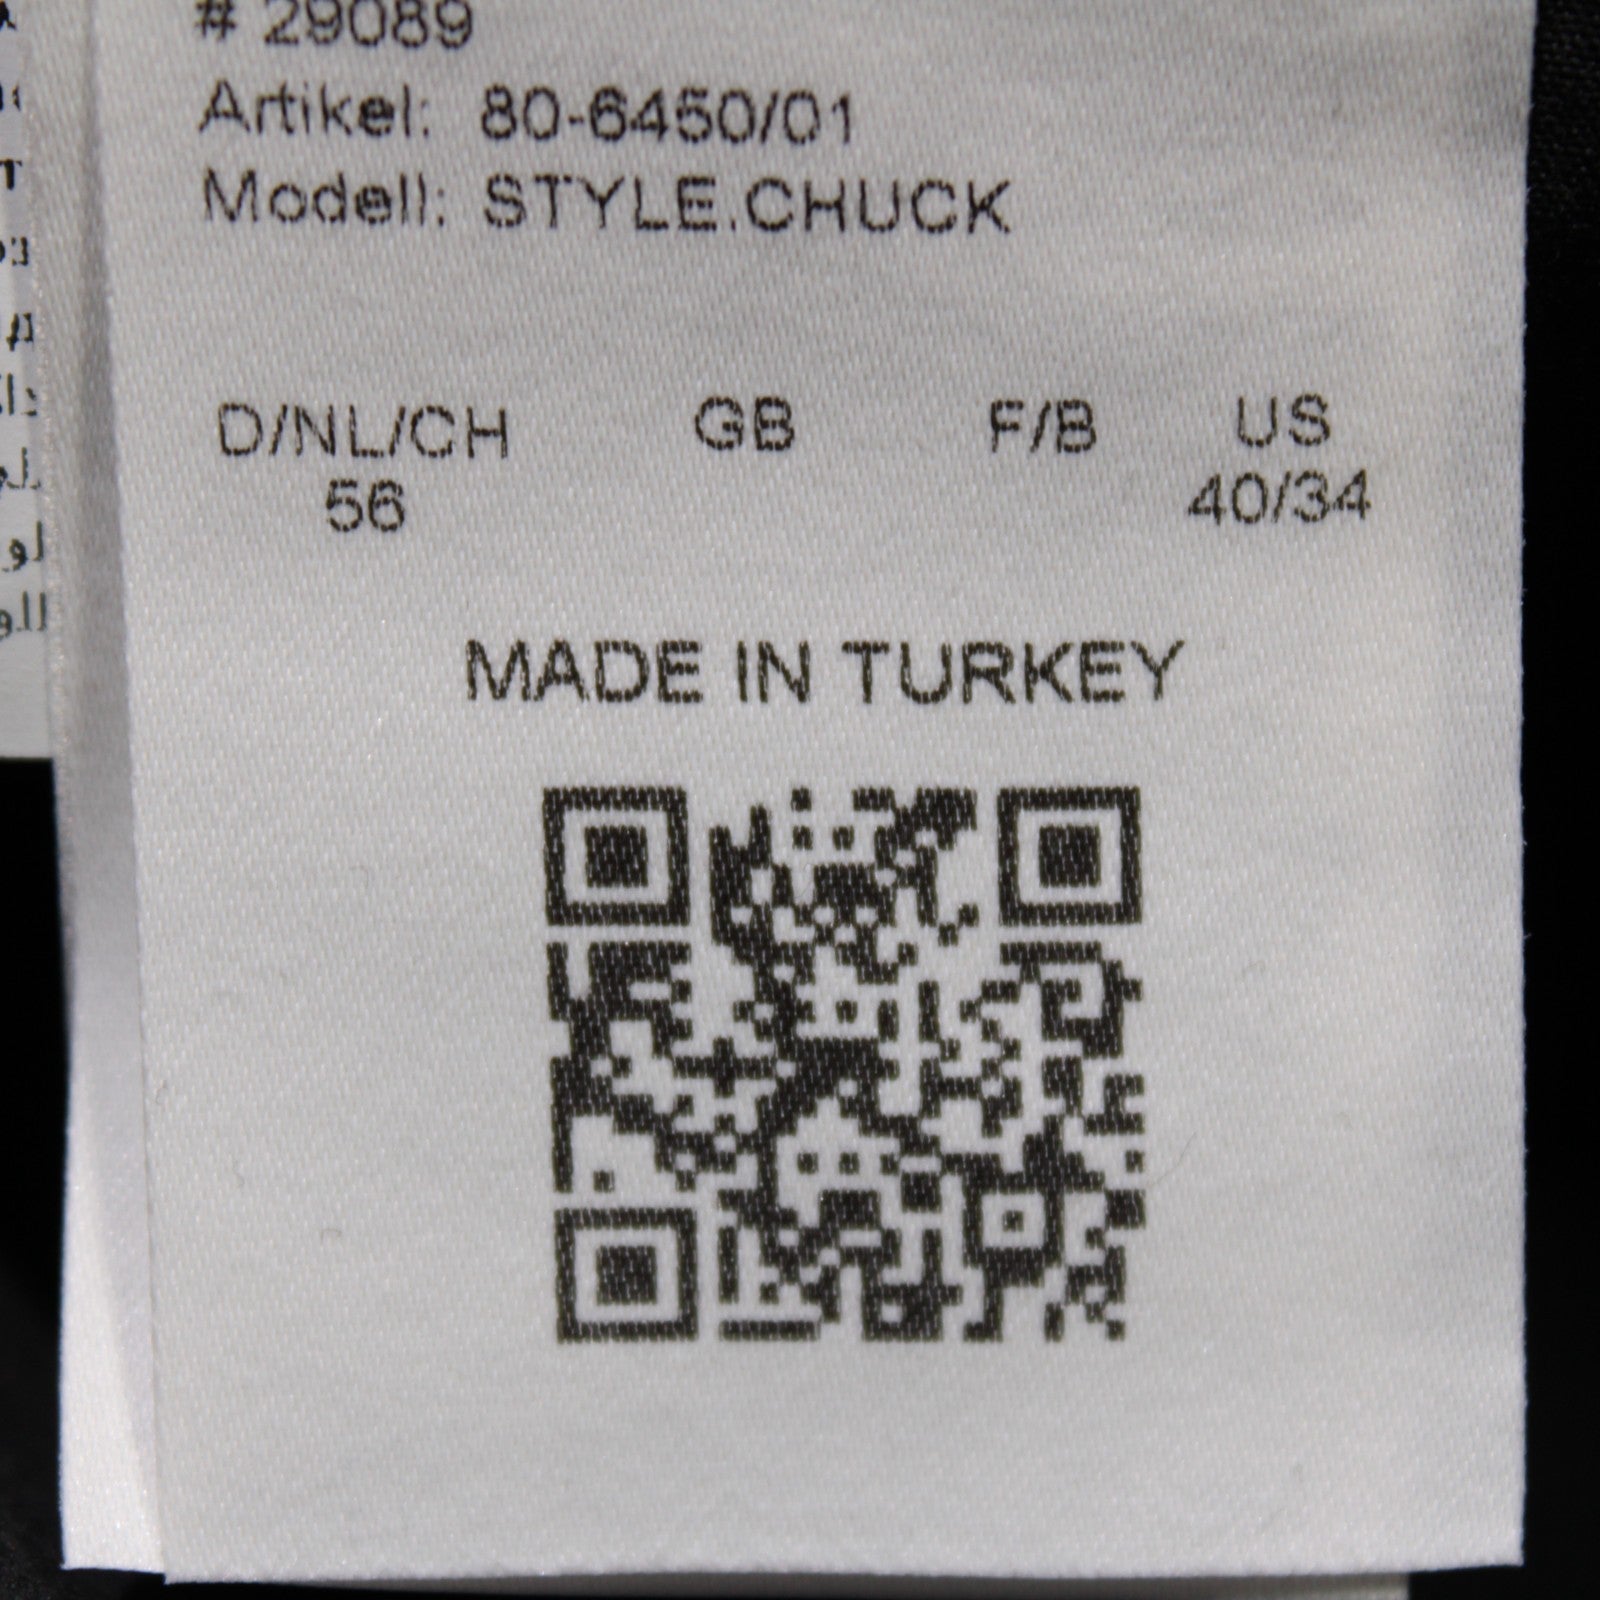 # 29089
Artikel: 80-6450/01
Modell: STYLE.CHUCK
D/NL/CH GB F/B US
56 40/34
MADE IN TURKEY